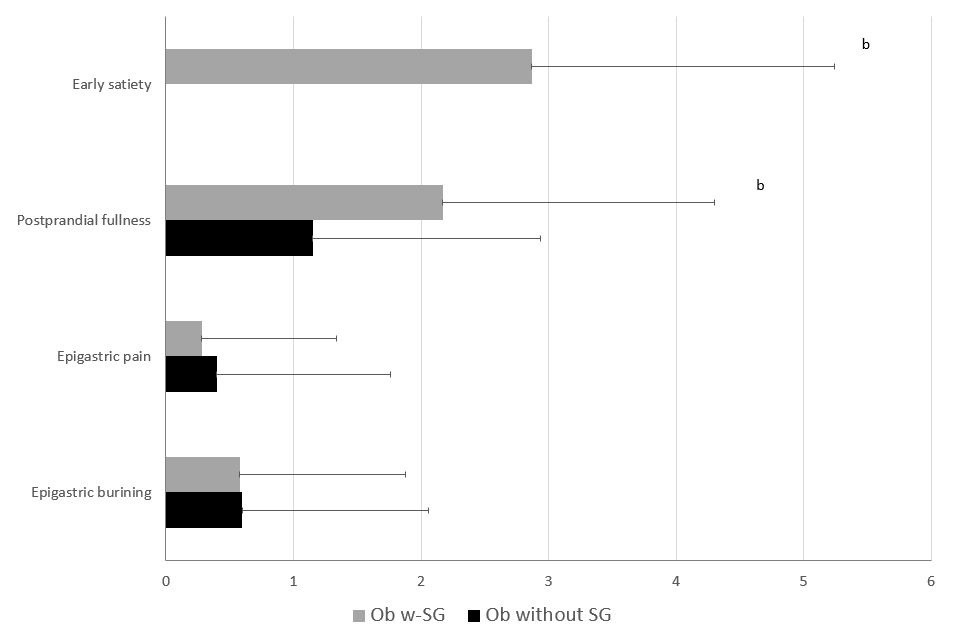 b
Early satiety
b
Postprandial fullness
Epigastric pain
Epigastric burining
0 1 2 3 4 5 6
Ob w-SG Ob without SG